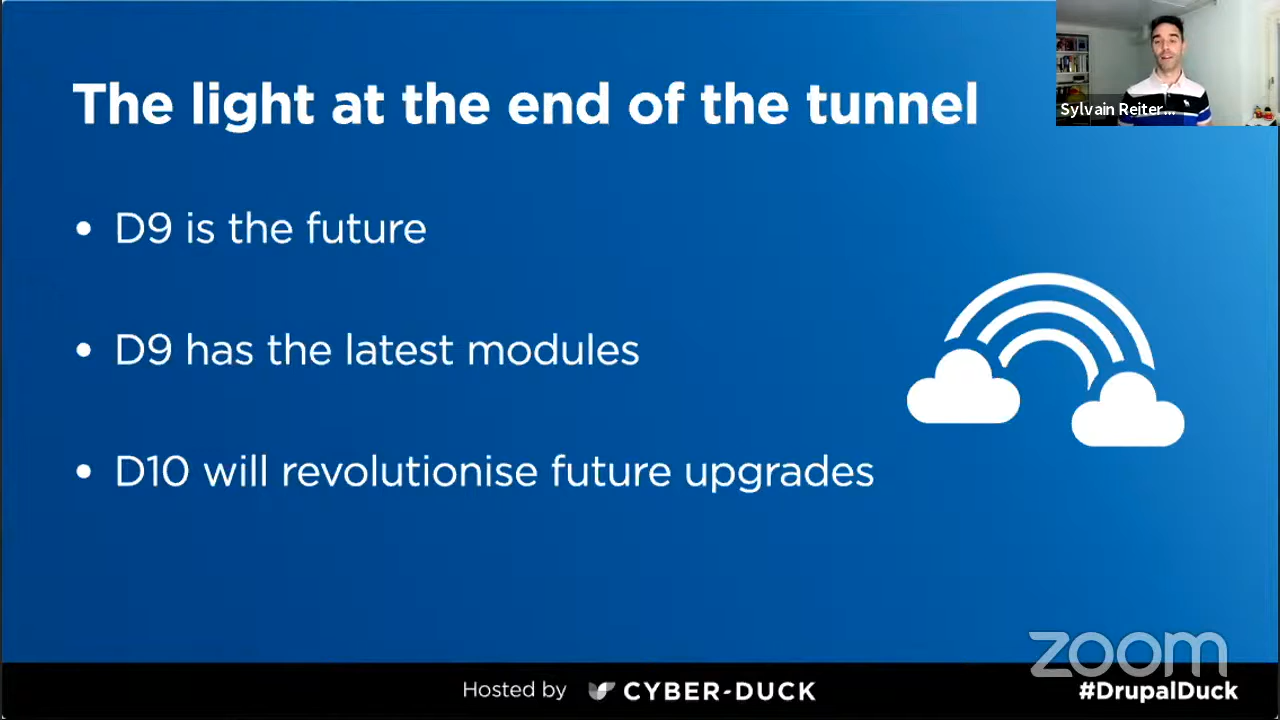 The light at the end of the tunnel
Sylvain Reiter...
• D9 is the future
• D9 has the latest modules
• D10 will revolutionise future upgrades
zoom
Hosted by CYBER-DUCK
#DrupalDuck